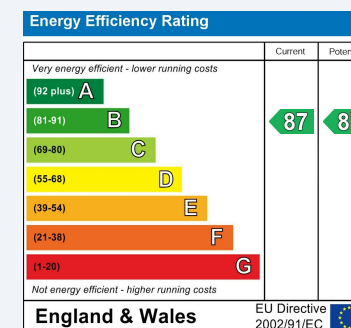 Energy Efficiency Rating
Current
Very energy efficient - lower running costs
(92 plus) A
(81-91) B
87
(69-80) C
(55-68) D
(39-54) E
(21-38) F
(1-20) G
Not energy efficient - higher running costs
England & Wales
EU Directive
2002/91/EC